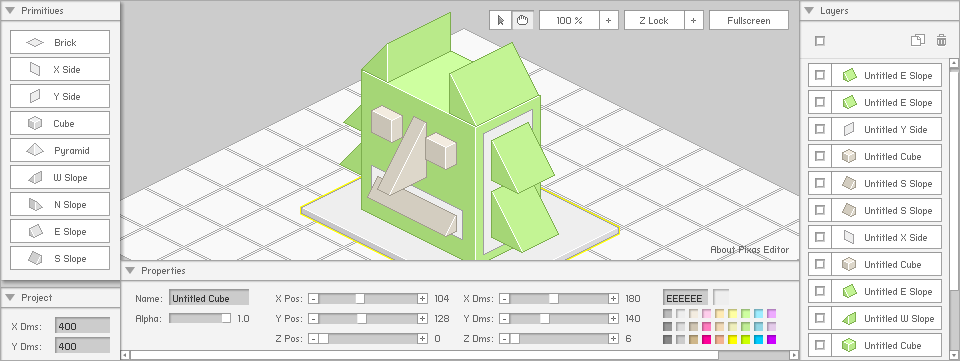 Primitives
Brick
X Side
Y Side
Cube
Pyramid
W Slope
N Slope
E Slope
S Slope
Project
X Dms: 400
Y Dms: 400
100 % +
Z Lock +
Fullscreen
About Pixas Editor
Properties
Name: Untitled Cube
Alpha: 1.0
X Pos: - + 104
Y Pos: - + 128
Z Pos: - + 0
X Dms: - + 180
Y Dms: - + 140
Z Dms: - + 6
EEEEEE
Layers
Untitled E Slope
Untitled E Slope
Untitled Y Side
Untitled Cube
Untitled S Slope
Untitled S Slope
Untitled X Side
Untitled Cube
Untitled E Slope
Untitled W Slope
Untitled Cube